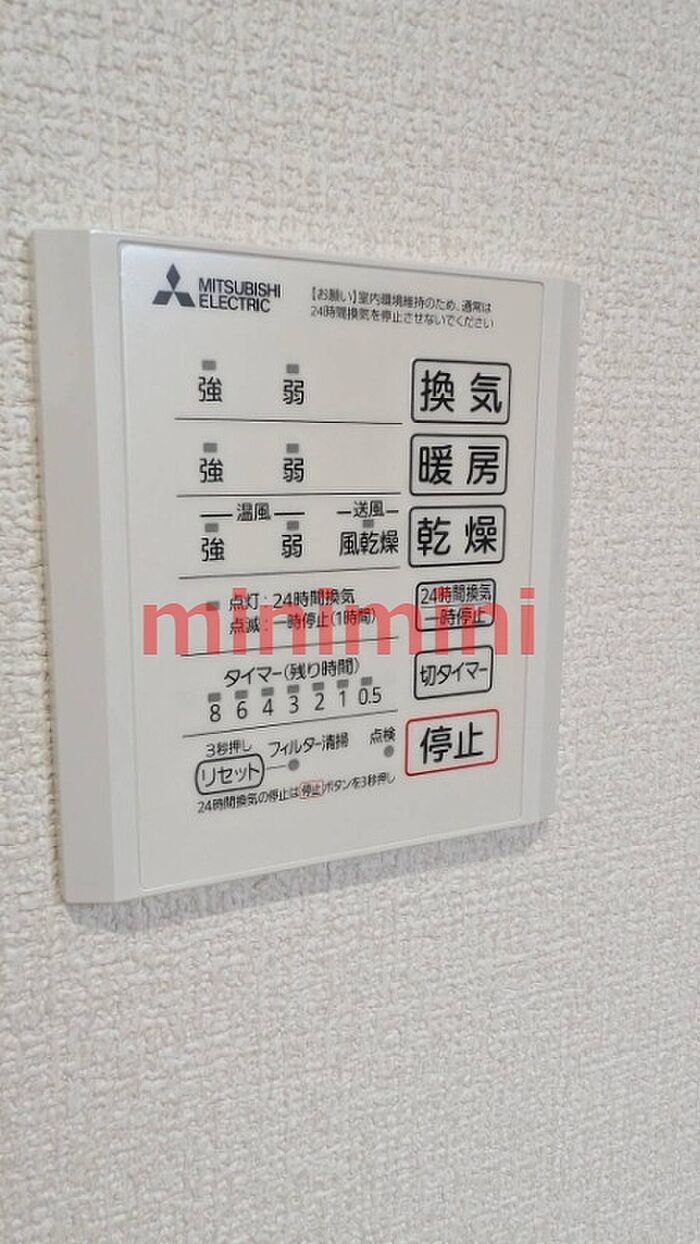 MITSUBISHI
ELECTRIC
【お願い】室内環境維持のため、通常は
24時間換気を停止させないでください
強 弱 換気
強 弱 暖房
温風 送風
強 弱 風乾燥 乾燥
点灯:24時間換気
点滅:一時停止(1時間)
24時間換気
一時停止
minimini
タイマー(残り時間)
8 6 4 3 2 1 0.5
切タイマー
3秒押し フィルター清掃 点検
リセット
停止
24時間換気の停止は停止ボタンを3秒押し